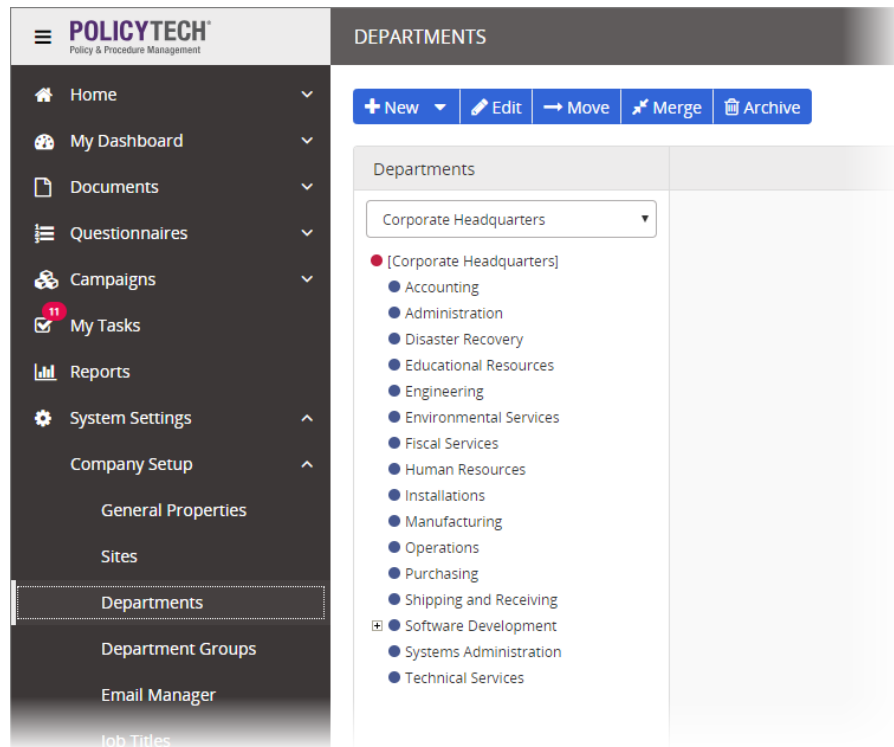 POLICYTECH®
Policy & Procedure Management
Home
My Dashboard
Documents
Questionnaires
Campaigns
11
My Tasks
Reports
System Settings
Company Setup
General Properties
Sites
Departments
Department Groups
Email Manager
Job Titles
DEPARTMENTS
New Edit Move Merge Archive
Departments
Corporate Headquarters
[Corporate Headquarters]
Accounting
Administration
Disaster Recovery
Educational Resources
Engineering
Environmental Services
Fiscal Services
Human Resources
Installations
Manufacturing
Operations
Purchasing
Shipping and Receiving
Software Development
Systems Administration
Technical Services